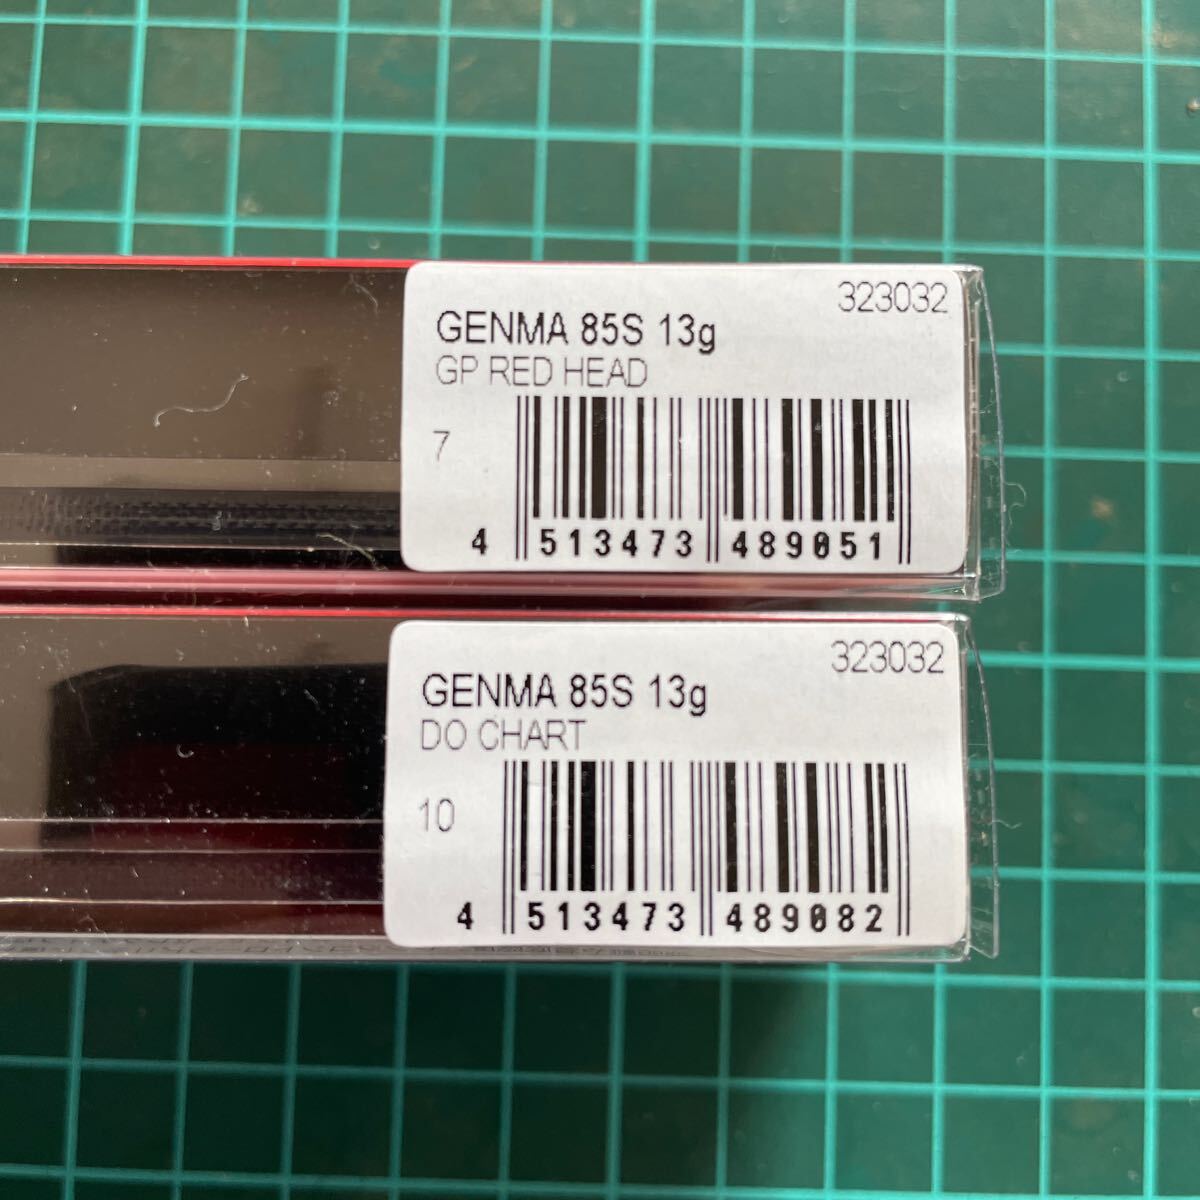 323032
GENMA 85S 13g
GP RED HEAD
7
4 513473 489051
323032
GENMA 85S 13g
DO CHART
10
4 513473 489082